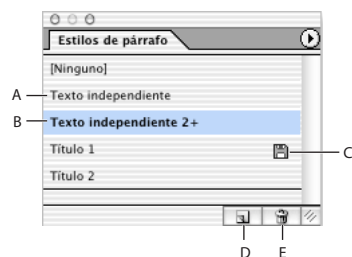 Estilos de párrafo
[Ninguno]
A Texto independiente
B Texto independiente 2+
Título 1 C
Título 2
D E